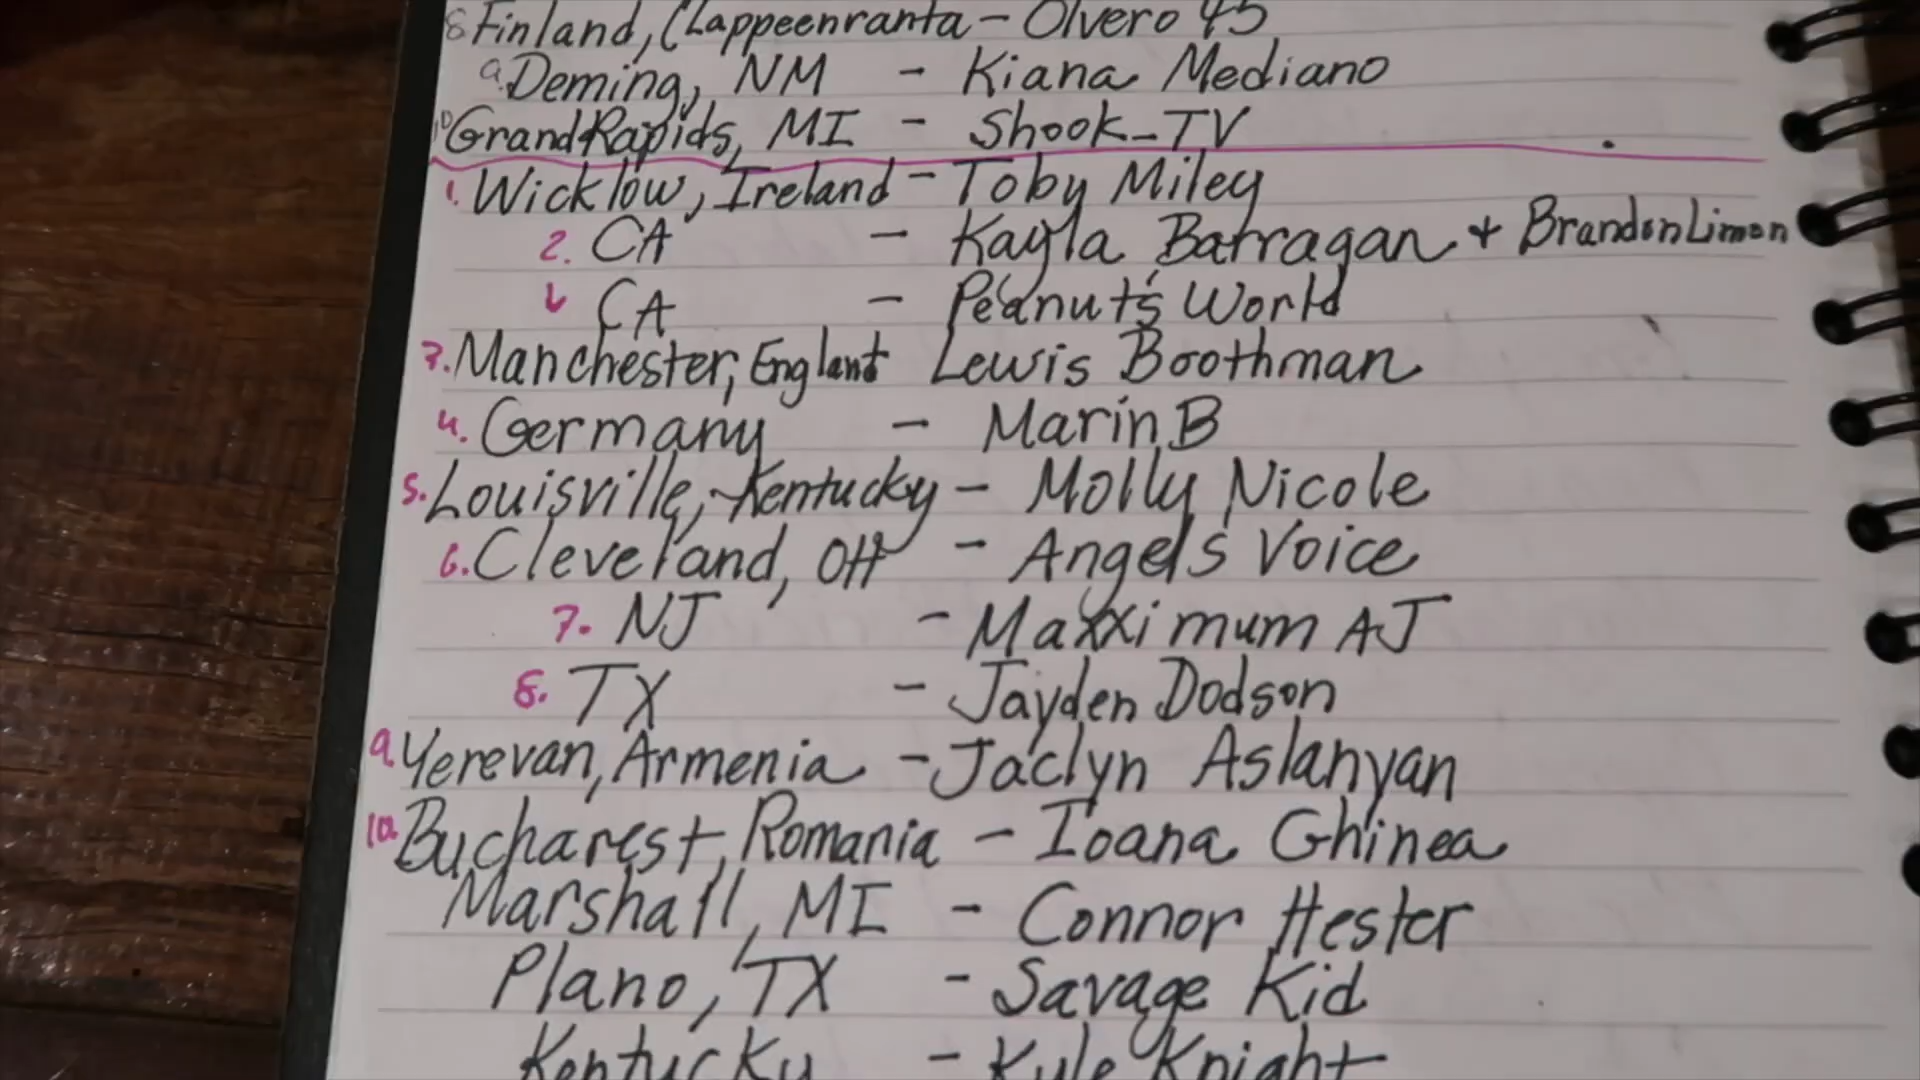 8 Finland, (Lappeenranta - Olvero 45
9. Deming, NM - Kiana Mediano
10 Grand Rapids, MI - Shook-TV
1. Wicklow, Ireland - Toby Miley
2. CA - Kayla Barragan + Brandon Limon
CA - Peanut's World
3. Manchester, England Lewis Boothman
4. Germany - Marin B
5. Louisville, Kentucky - Molly Nicole
6. Cleveland, OH - Angels Voice
7. NJ - Maxximum AJ
8. TX - Jayden Dodson
9. Yerevan, Armenia - Jaclyn Aslanyan
10. Bucharest, Romania - Ioana Ghinea
Marshall, MI - Connor Hester
Plano, TX - Savage Kid
Kentucky - Kyle Knight